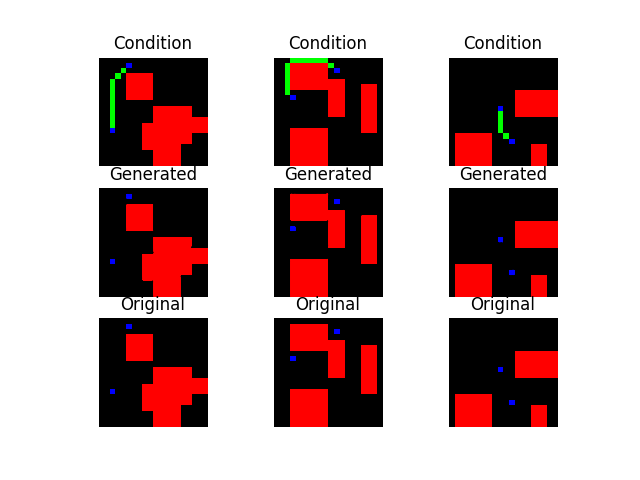 Condition Condition Condition
Generated Generated Generated
Original Original Original